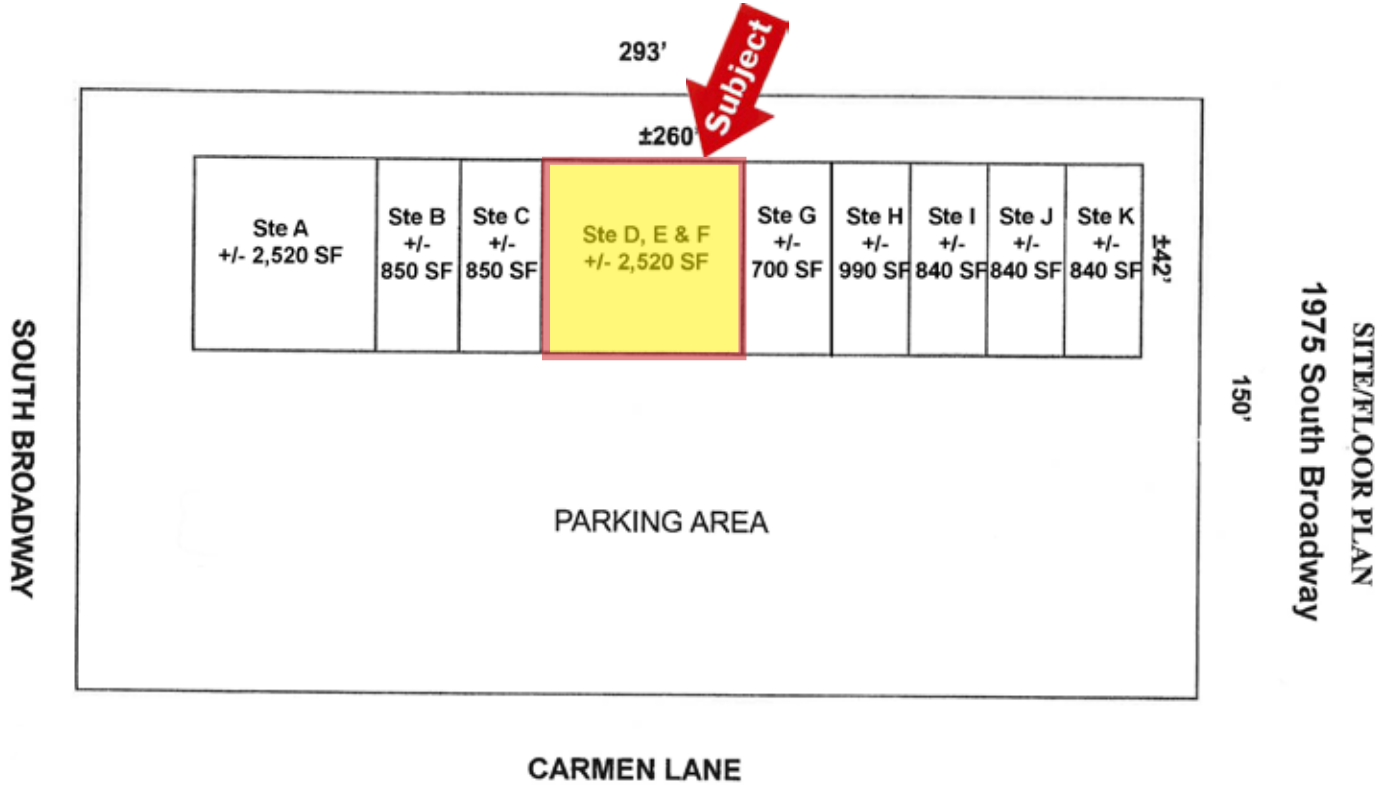 293’
Subject
±260’
Ste A
+/- 2,520 SF
Ste B
+/-
850 SF
Ste C
+/-
850 SF
Ste D, E & F
+/- 2,520 SF
Ste G
+/-
700 SF
Ste H
+/-
990 SF
Ste I
+/-
840 SF
Ste J
+/-
840 SF
Ste K
+/-
840 SF
±42’
150’
PARKING AREA
SOUTH BROADWAY
CARMEN LANE
SITE/FLOOR PLAN
1975 South Broadway